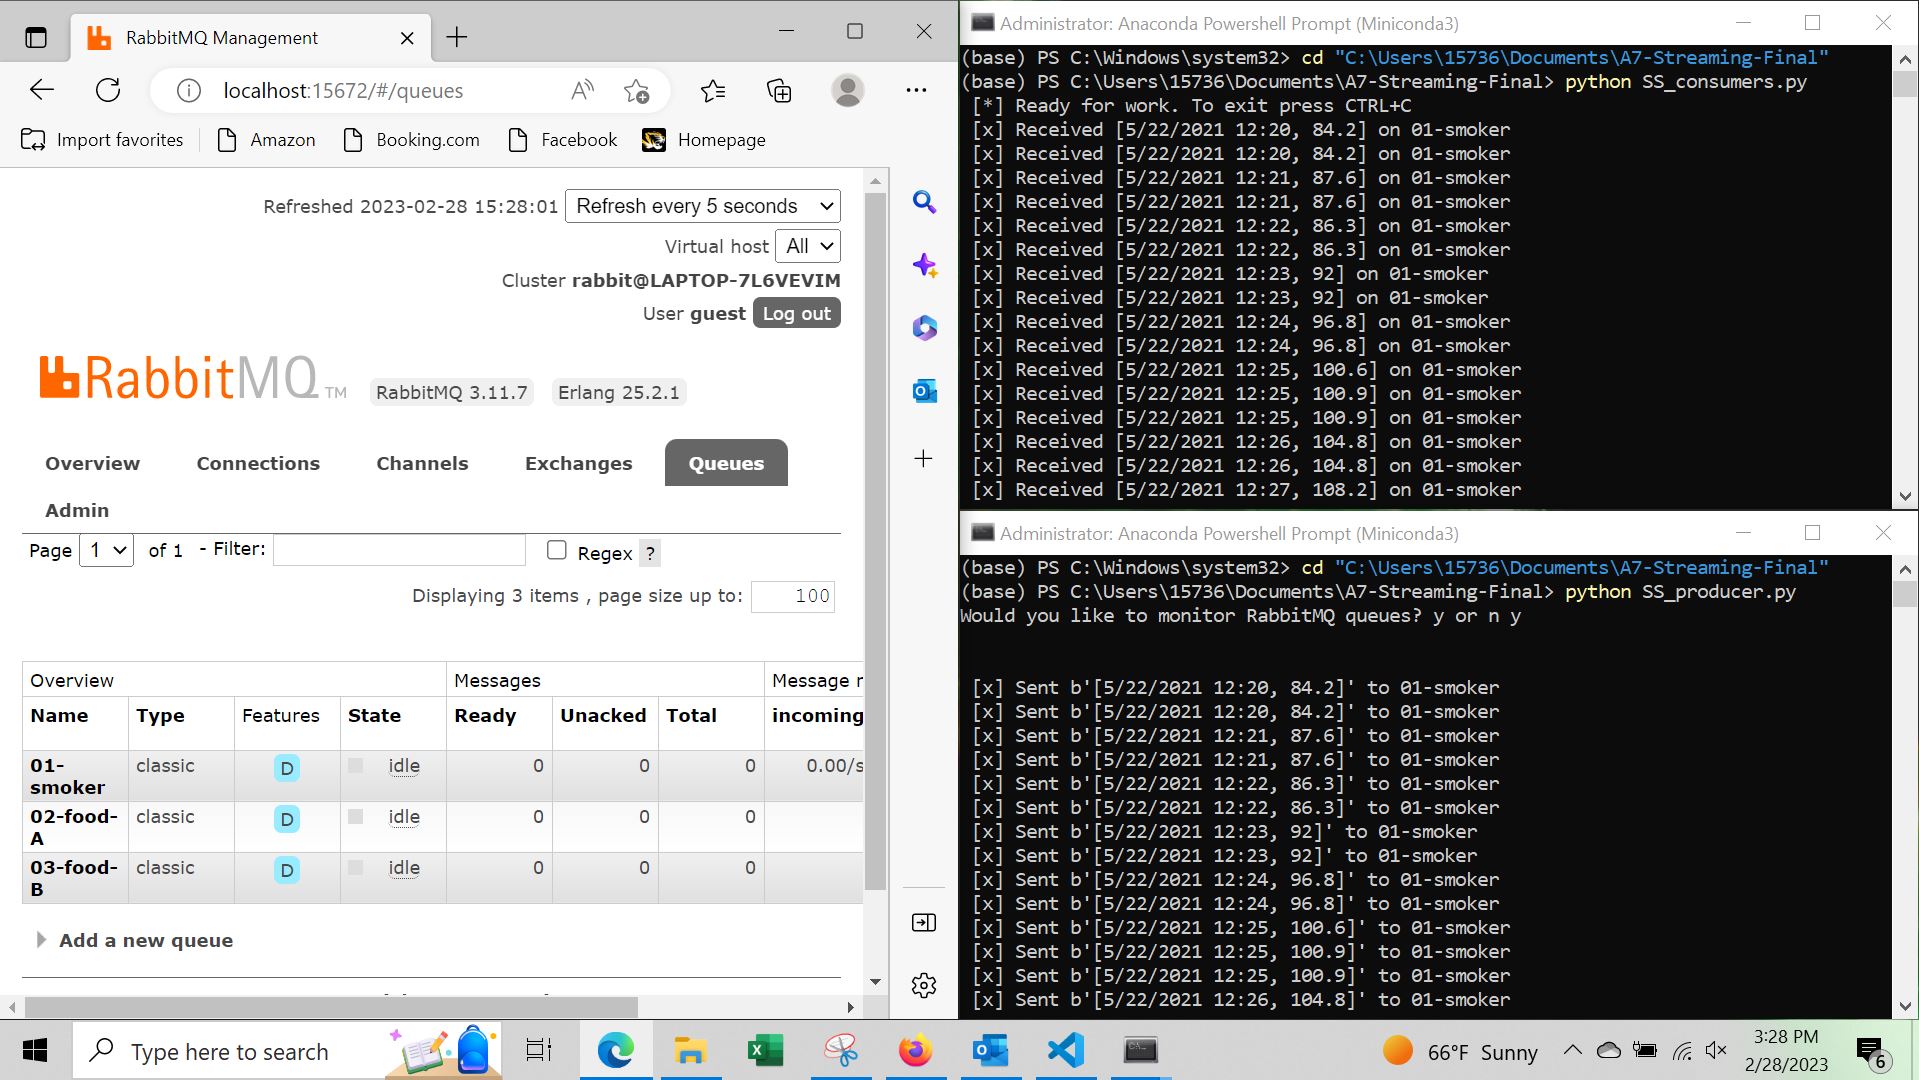 RabbitMQ Management
localhost:15672/#/queues
Import favorites
Amazon
Booking.com
Facebook
Homepage
Refreshed 2023-02-28 15:28:01 Refresh every 5 seconds
Virtual host All
Cluster rabbit@LAPTOP-7L6VEVIM
User guest Log out
RabbitMQ TM RabbitMQ 3.11.7 Erlang 25.2.1
Overview Connections Channels Exchanges Queues
Admin
Page 1 of 1 - Filter: Regex ?
Displaying 3 items , page size up to: 100
Overview Messages Message r
Name Type Features State Ready Unacked Total incoming
01-smoker classic D idle 0 0 0 0.00/s
02-food-A classic D idle 0 0 0
03-food-B classic D idle 0 0 0
Add a new queue
Administrator: Anaconda Powershell Prompt (Miniconda3)
(base) PS C:\Windows\system32> cd "C:\Users\15736\Documents\A7-Streaming-Final"
(base) PS C:\Users\15736\Documents\A7-Streaming-Final> python SS_consumers.py
[*] Ready for work. To exit press CTRL+C
[x] Received [5/22/2021 12:20, 84.2] on 01-smoker
[x] Received [5/22/2021 12:20, 84.2] on 01-smoker
[x] Received [5/22/2021 12:21, 87.6] on 01-smoker
[x] Received [5/22/2021 12:21, 87.6] on 01-smoker
[x] Received [5/22/2021 12:22, 86.3] on 01-smoker
[x] Received [5/22/2021 12:22, 86.3] on 01-smoker
[x] Received [5/22/2021 12:23, 92] on 01-smoker
[x] Received [5/22/2021 12:23, 92] on 01-smoker
[x] Received [5/22/2021 12:24, 96.8] on 01-smoker
[x] Received [5/22/2021 12:24, 96.8] on 01-smoker
[x] Received [5/22/2021 12:25, 100.6] on 01-smoker
[x] Received [5/22/2021 12:25, 100.9] on 01-smoker
[x] Received [5/22/2021 12:25, 100.9] on 01-smoker
[x] Received [5/22/2021 12:26, 104.8] on 01-smoker
[x] Received [5/22/2021 12:26, 104.8] on 01-smoker
[x] Received [5/22/2021 12:27, 108.2] on 01-smoker
Administrator: Anaconda Powershell Prompt (Miniconda3)
(base) PS C:\Windows\system32> cd "C:\Users\15736\Documents\A7-Streaming-Final"
(base) PS C:\Users\15736\Documents\A7-Streaming-Final> python SS_producer.py
Would you like to monitor RabbitMQ queues? y or n y
[x] Sent b'[5/22/2021 12:20, 84.2]' to 01-smoker
[x] Sent b'[5/22/2021 12:20, 84.2]' to 01-smoker
[x] Sent b'[5/22/2021 12:21, 87.6]' to 01-smoker
[x] Sent b'[5/22/2021 12:21, 87.6]' to 01-smoker
[x] Sent b'[5/22/2021 12:22, 86.3]' to 01-smoker
[x] Sent b'[5/22/2021 12:22, 86.3]' to 01-smoker
[x] Sent b'[5/22/2021 12:23, 92]' to 01-smoker
[x] Sent b'[5/22/2021 12:23, 92]' to 01-smoker
[x] Sent b'[5/22/2021 12:24, 96.8]' to 01-smoker
[x] Sent b'[5/22/2021 12:24, 96.8]' to 01-smoker
[x] Sent b'[5/22/2021 12:25, 100.6]' to 01-smoker
[x] Sent b'[5/22/2021 12:25, 100.9]' to 01-smoker
[x] Sent b'[5/22/2021 12:25, 100.9]' to 01-smoker
[x] Sent b'[5/22/2021 12:26, 104.8]' to 01-smoker
Type here to search
66°F Sunny
3:28 PM
2/28/2023
6